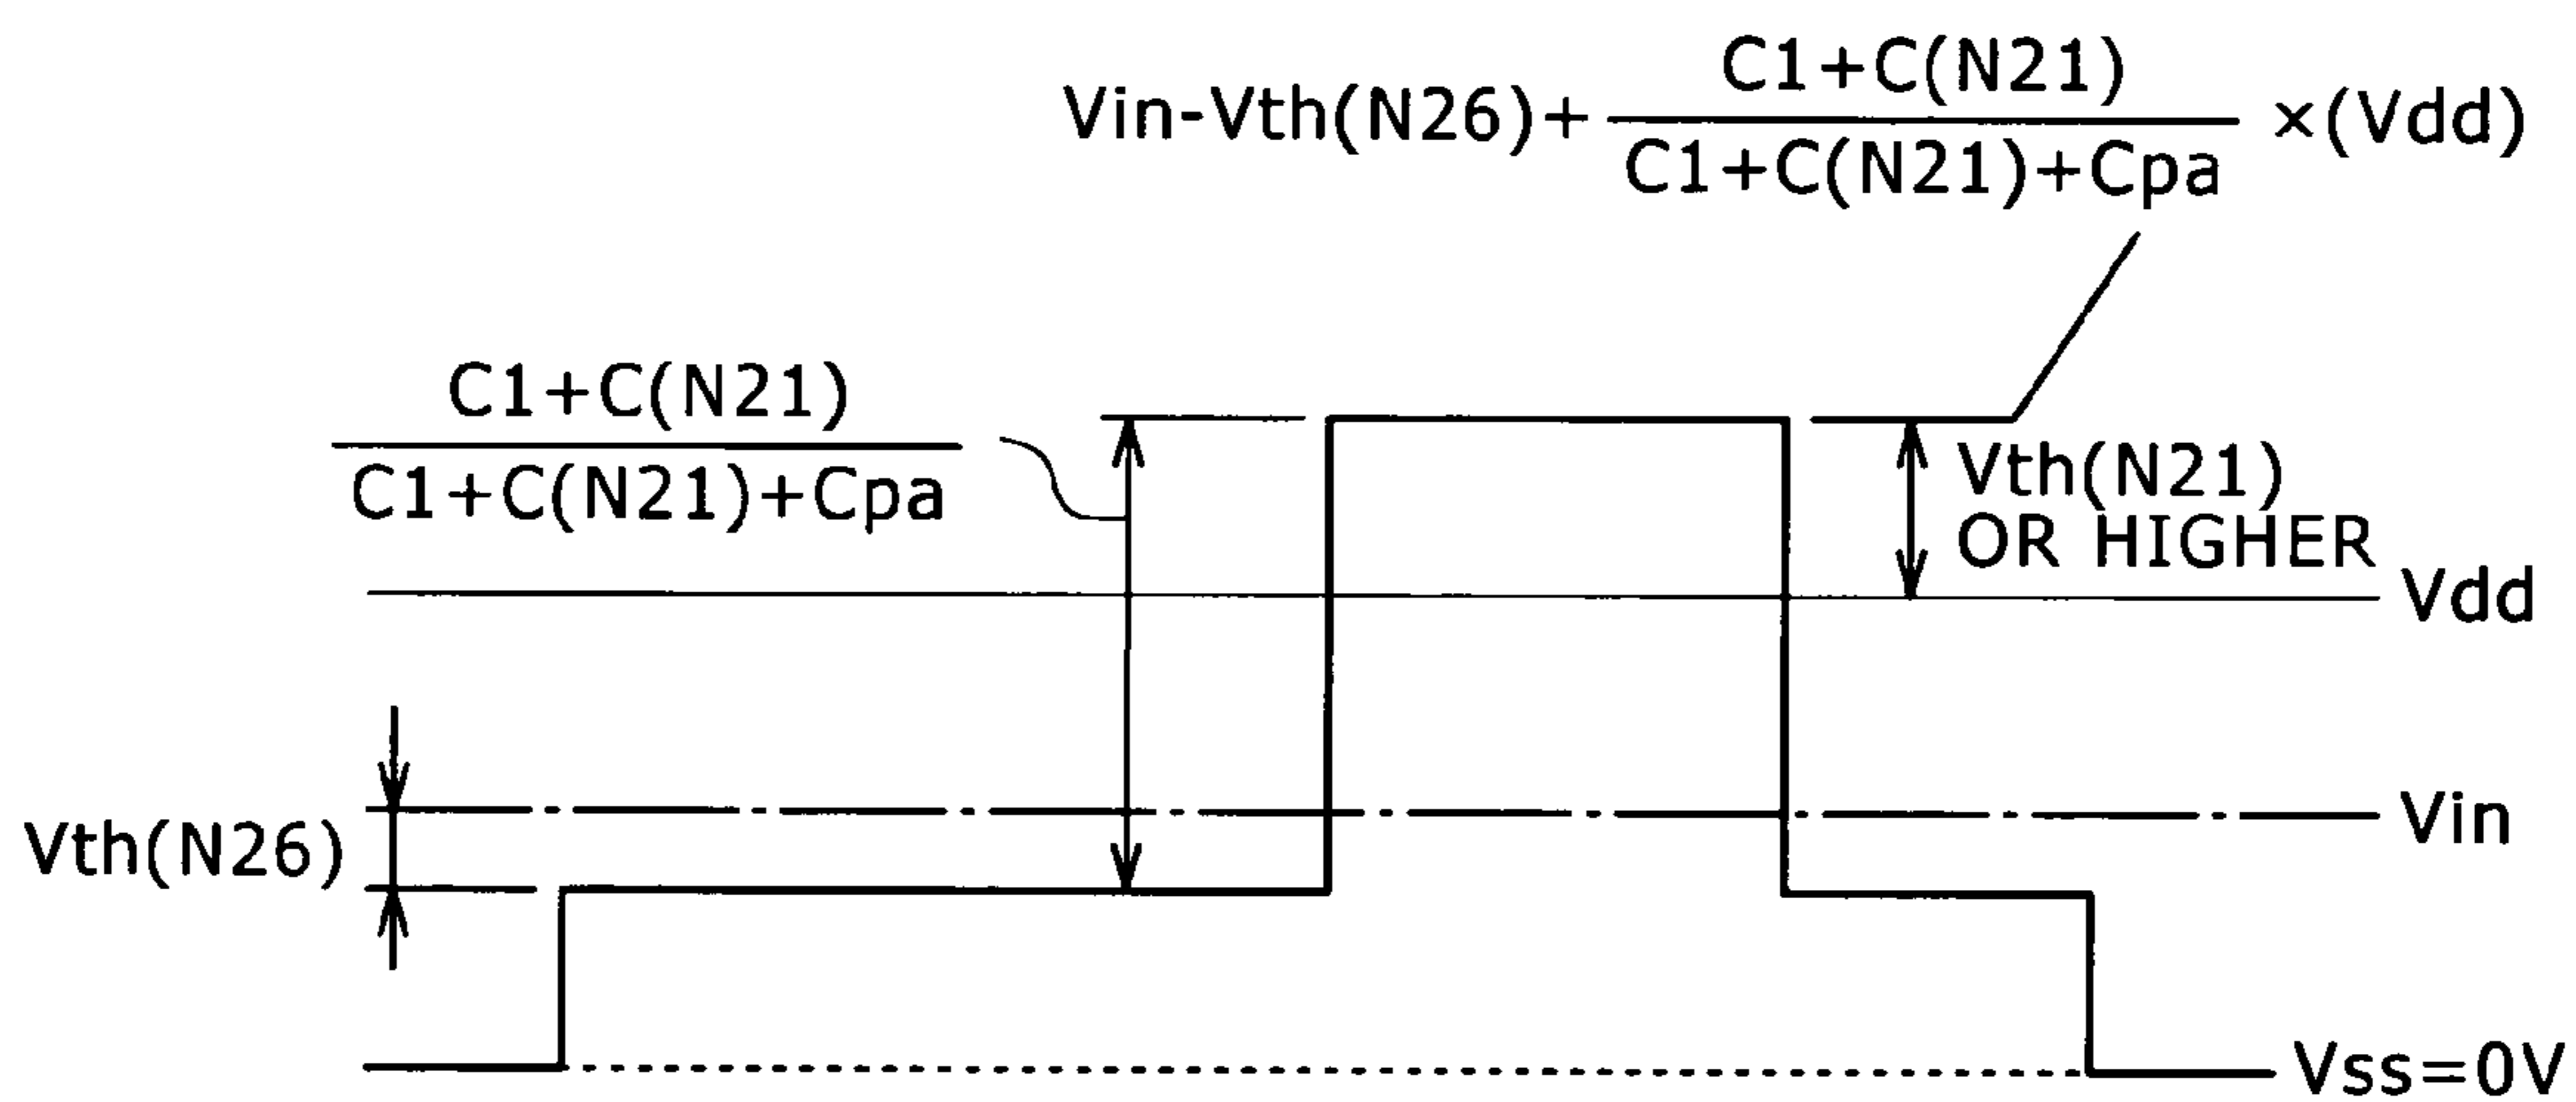 C1+C(N21)
Vin-Vth(N26)+ ×(Vdd)
C1+C(N21)+Cpa
C1+C(N21)
C1+C(N21)+Cpa
Vth(N21)
OR HIGHER
Vdd
Vin
Vth(N26)
Vss=0V